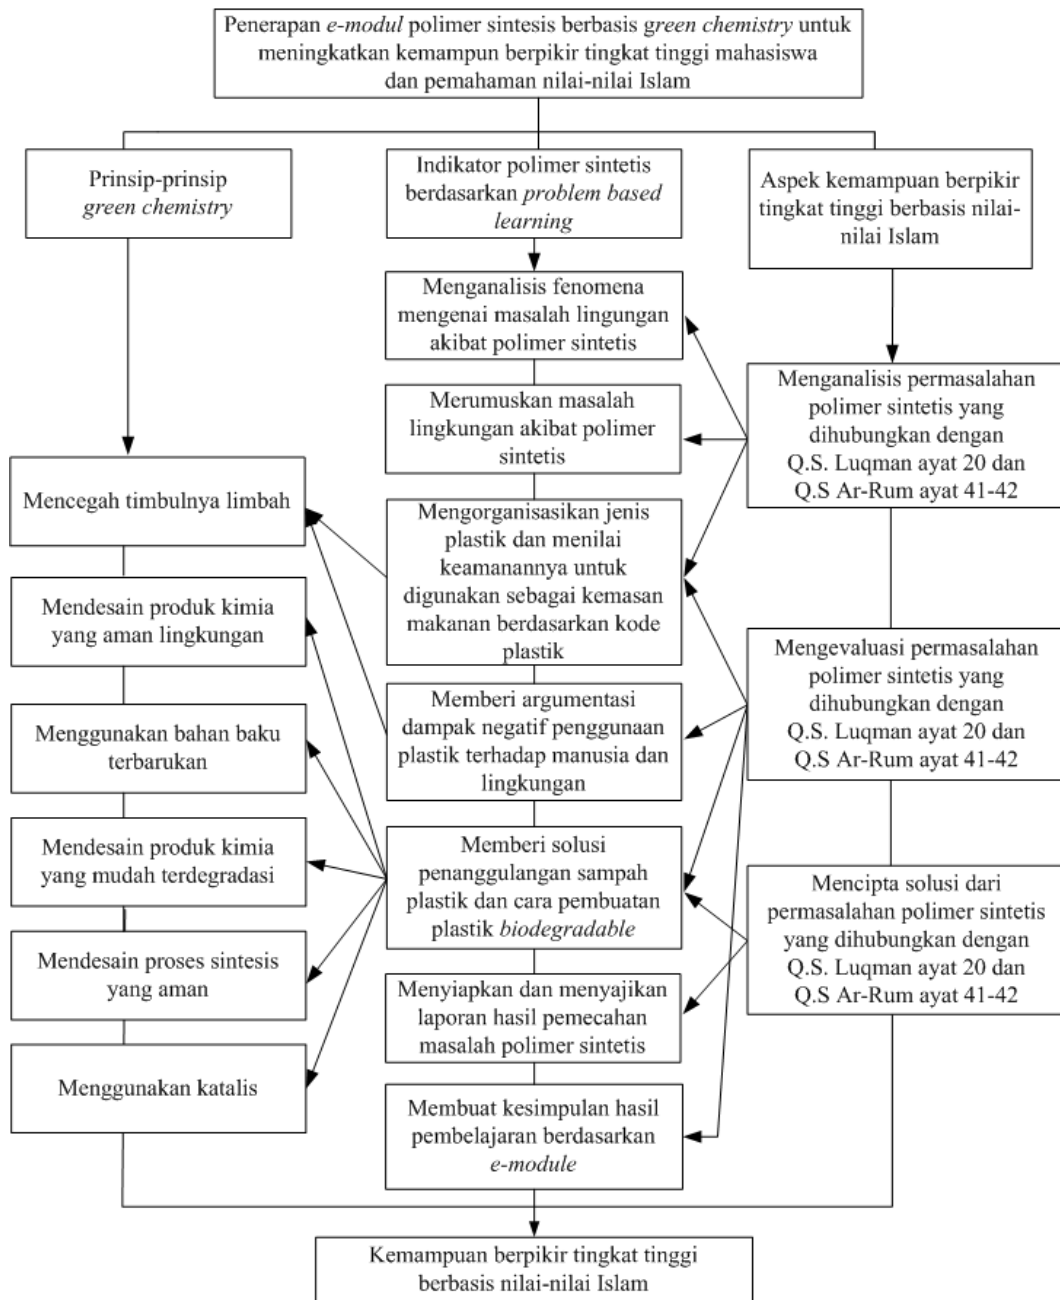 Penerapan e-modul polimer sintesis berbasis green chemistry untuk
meningkatkan kemampun berpikir tingkat tinggi mahasiswa
dan pemahaman nilai-nilai Islam
Prinsip-prinsip
green chemistry
Mencegah timbulnya limbah
Mendesain produk kimia
yang aman lingkungan
Menggunakan bahan baku
terbarukan
Mendesain produk kimia
yang mudah terdegradasi
Mendesain proses sintesis
yang aman
Menggunakan katalis
Indikator polimer sintetis
berdasarkan problem based
learning
Menganalisis fenomena
mengenai masalah lingungan
akibat polimer sintetis
Merumuskan masalah
lingkungan akibat polimer
sintetis
Mengorganisasikan jenis
plastik dan menilai
keamanannya untuk
digunakan sebagai kemasan
makanan berdasarkan kode
plastik
Memberi argumentasi
dampak negatif penggunaan
plastik terhadap manusia dan
lingkungan
Memberi solusi
penanggulangan sampah
plastik dan cara pembuatan
plastik biodegradable
Menyiapkan dan menyajikan
laporan hasil pemecahan
masalah polimer sintetis
Membuat kesimpulan hasil
pembelajaran berdasarkan
e-module
Aspek kemampuan berpikir
tingkat tinggi berbasis nilai-
nilai Islam
Menganalisis permasalahan
polimer sintetis yang
dihubungkan dengan
Q.S. Luqman ayat 20 dan
Q.S Ar-Rum ayat 41-42
Mengevaluasi permasalahan
polimer sintetis yang
dihubungkan dengan
Q.S. Luqman ayat 20 dan
Q.S Ar-Rum ayat 41-42
Mencipta solusi dari
permasalahan polimer sintetis
yang dihubungkan dengan
Q.S. Luqman ayat 20 dan
Q.S Ar-Rum ayat 41-42
Kemampuan berpikir tingkat tinggi
berbasis nilai-nilai Islam